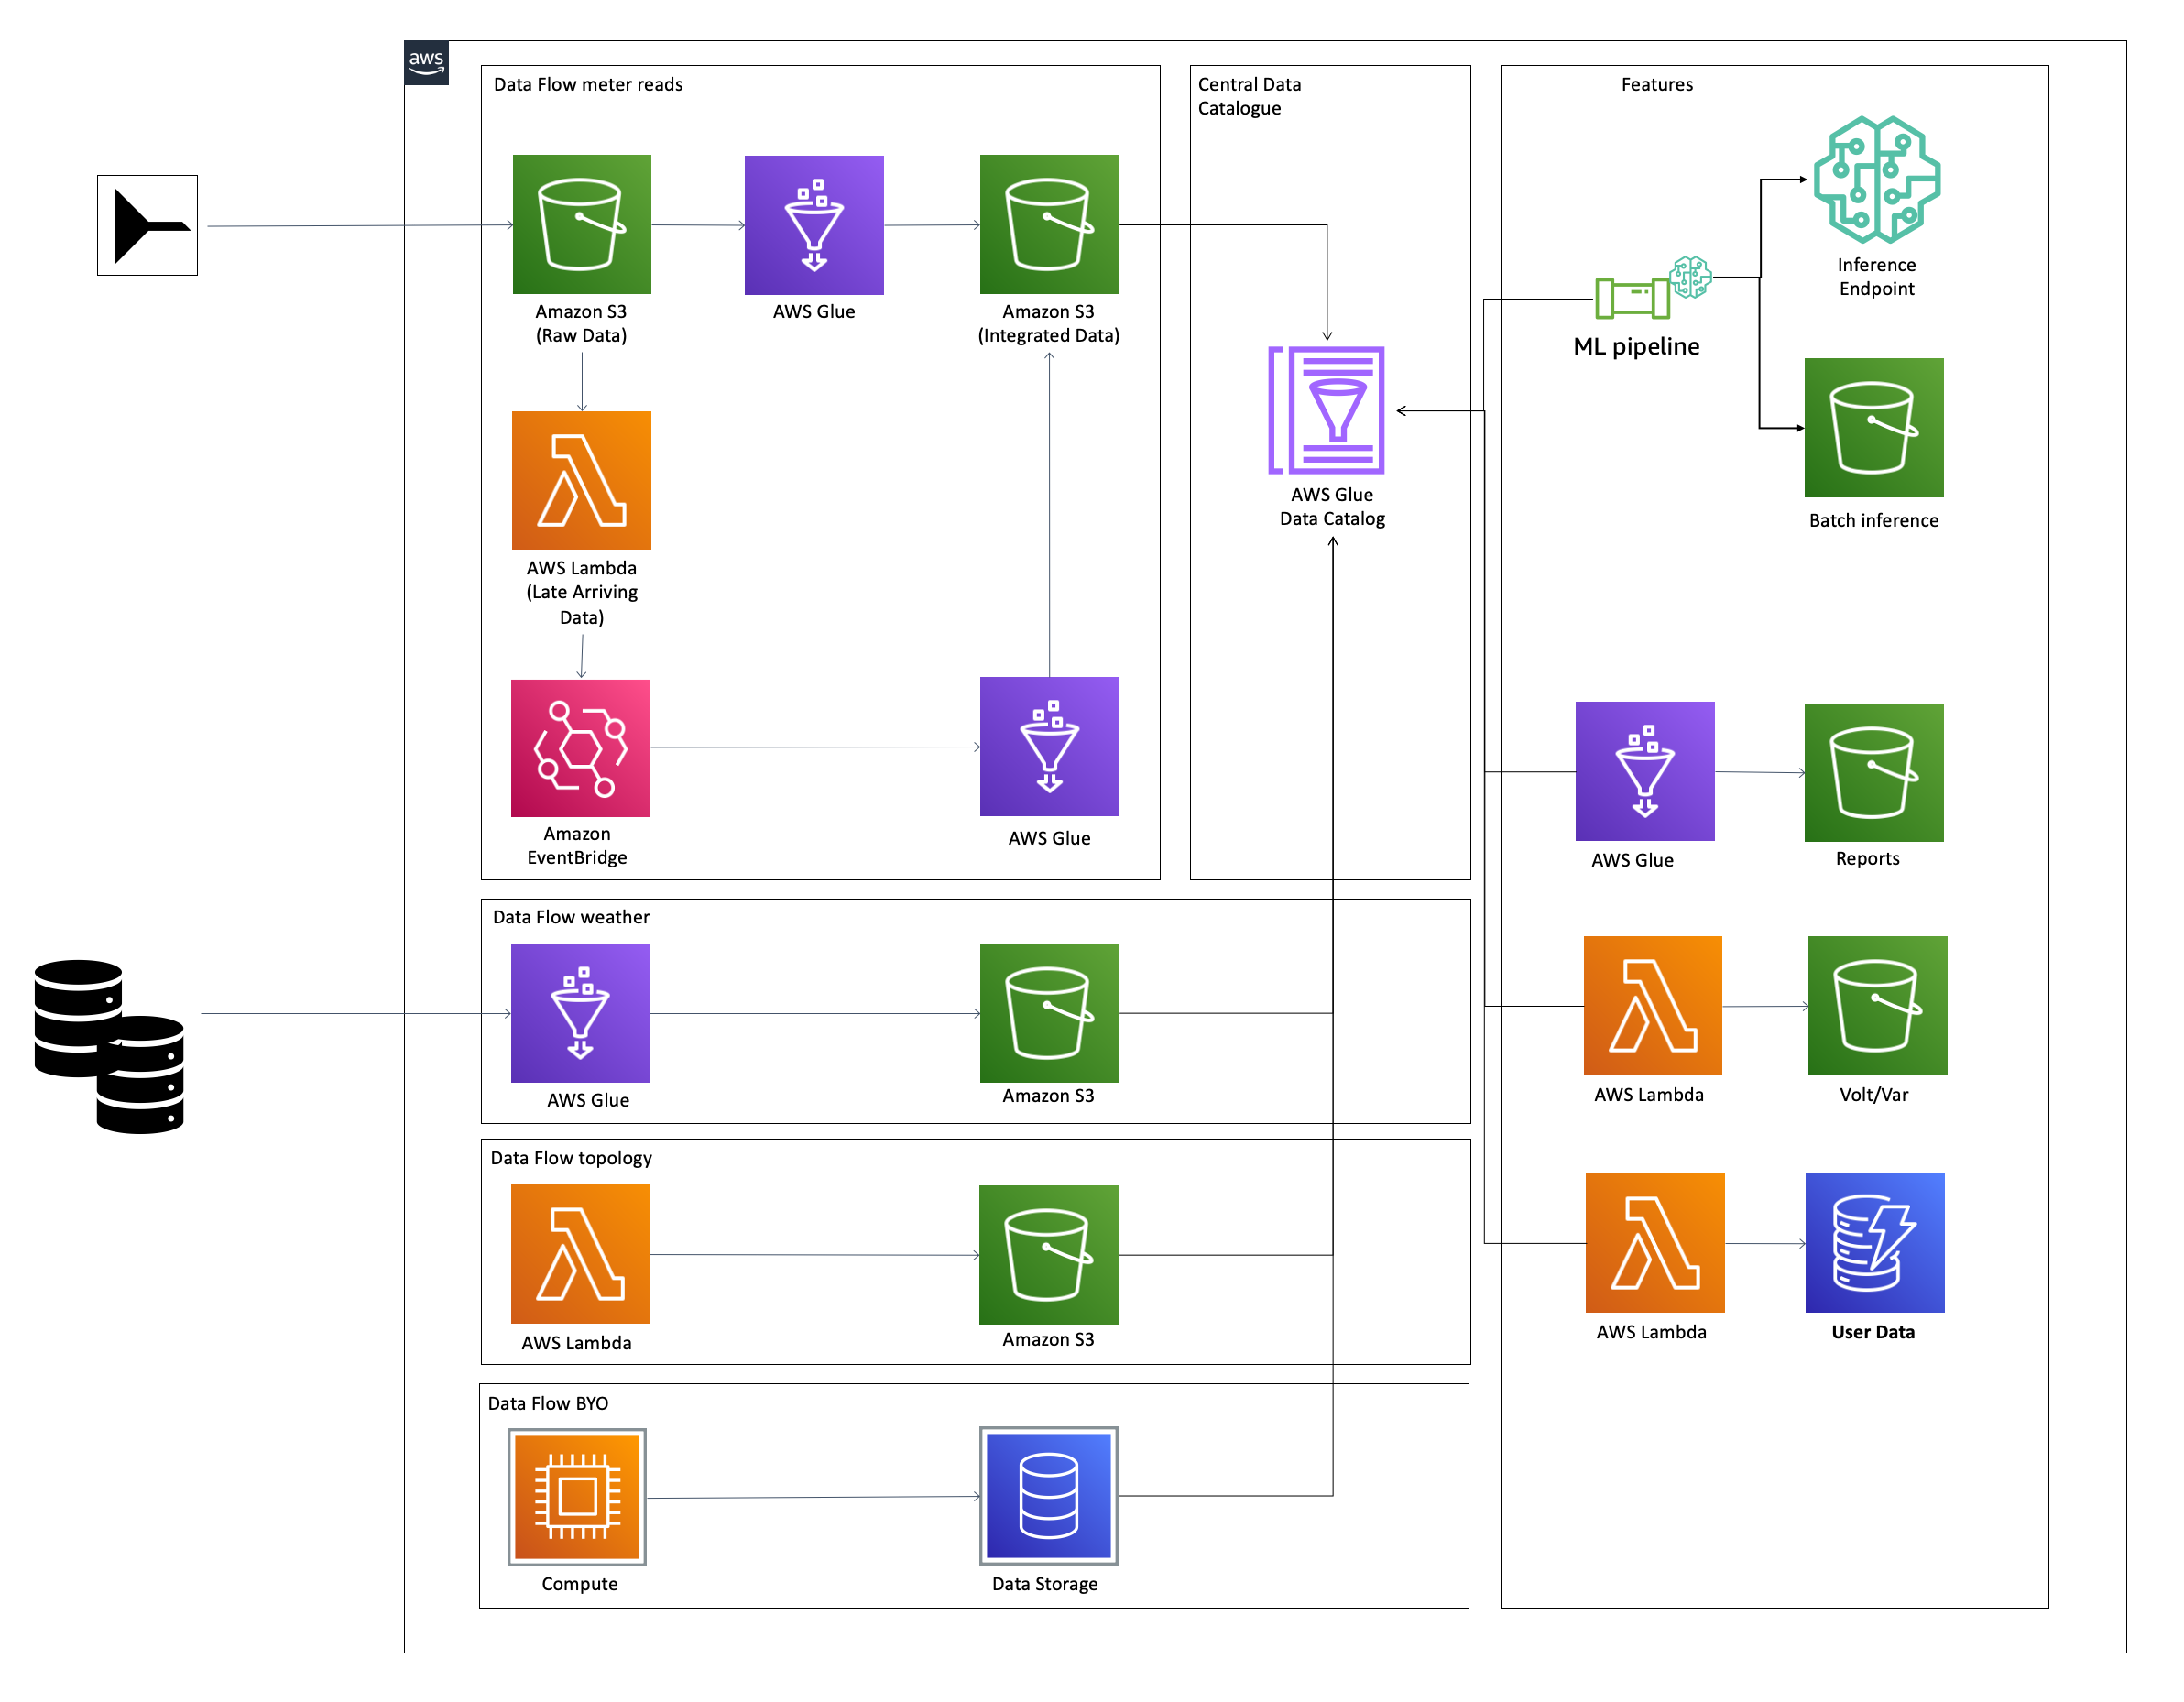 aws
Data Flow meter reads
Amazon S3
(Raw Data)
AWS Glue
Amazon S3
(Integrated Data)
AWS Lambda
(Late Arriving
Data)
Amazon
EventBridge
AWS Glue
Central Data
Catalogue
AWS Glue
Data Catalog
Features
Inference
Endpoint
ML pipeline
Batch inference
AWS Glue
Reports
AWS Lambda
Volt/Var
AWS Lambda
User Data
Data Flow weather
AWS Glue
Amazon S3
Data Flow topology
AWS Lambda
Amazon S3
Data Flow BYO
Compute
Data Storage